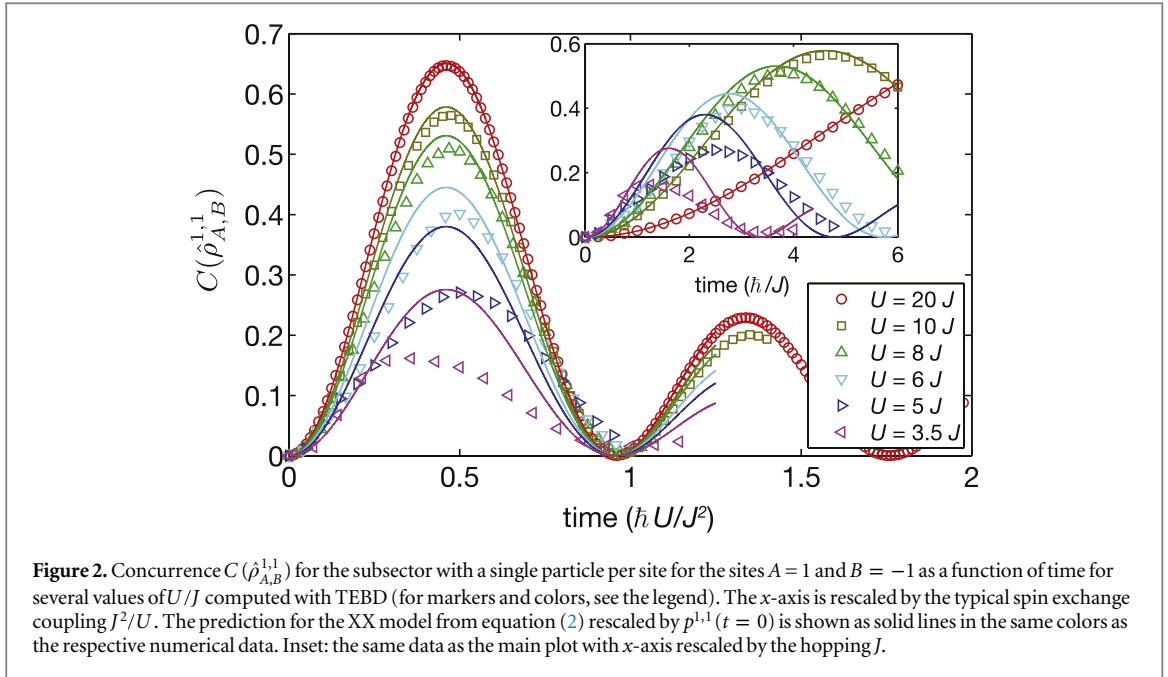 0.7
0.6
0.5
0.4
0.3
0.2
0.1
0
C(ρ̂^{1,1}_{A,B})
0 0.5 1 1.5 2
time (ħ U/J²)
0.6
0.4
0.2
0
0 2 4 6
time (ħ/J)
U = 20 J
U = 10 J
U = 8 J
U = 6 J
U = 5 J
U = 3.5 J
Figure 2. Concurrence C(ρ̂^{1,1}_{A,B}) for the subsector with a single particle per site for the sites A = 1 and B = −1 as a function of time for
several values of U/J computed with TEBD (for markers and colors, see the legend). The x-axis is rescaled by the typical spin exchange
coupling J²/U. The prediction for the XX model from equation (2) rescaled by p^{1,1}(t = 0) is shown as solid lines in the same colors as
the respective numerical data. Inset: the same data as the main plot with x-axis rescaled by the hopping J.